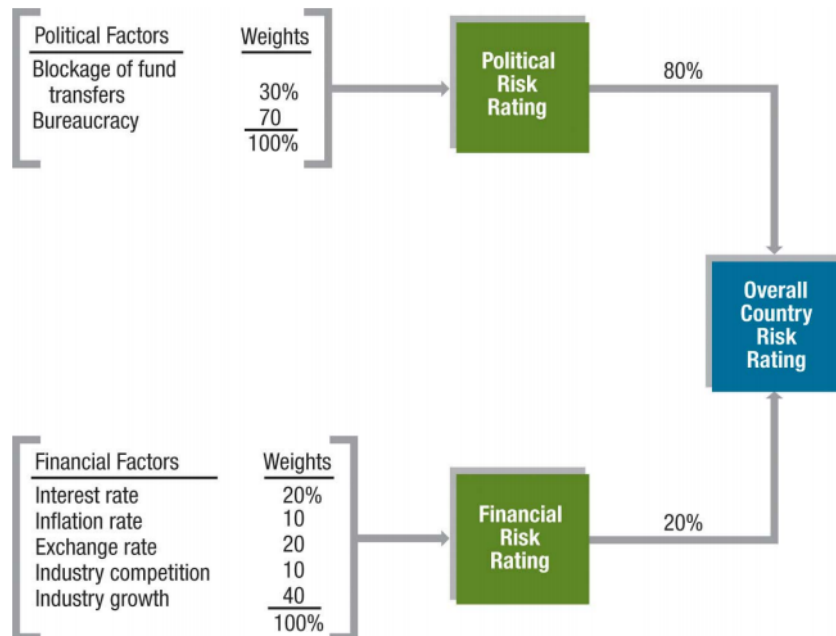 Political Factors Weights
Blockage of fund
transfers 30%
Bureaucracy 70
100%
Political
Risk
Rating
80%
Overall
Country
Risk
Rating
Financial Factors Weights
Interest rate 20%
Inflation rate 10
Exchange rate 20
Industry competition 10
Industry growth 40
100%
Financial
Risk
Rating
20%